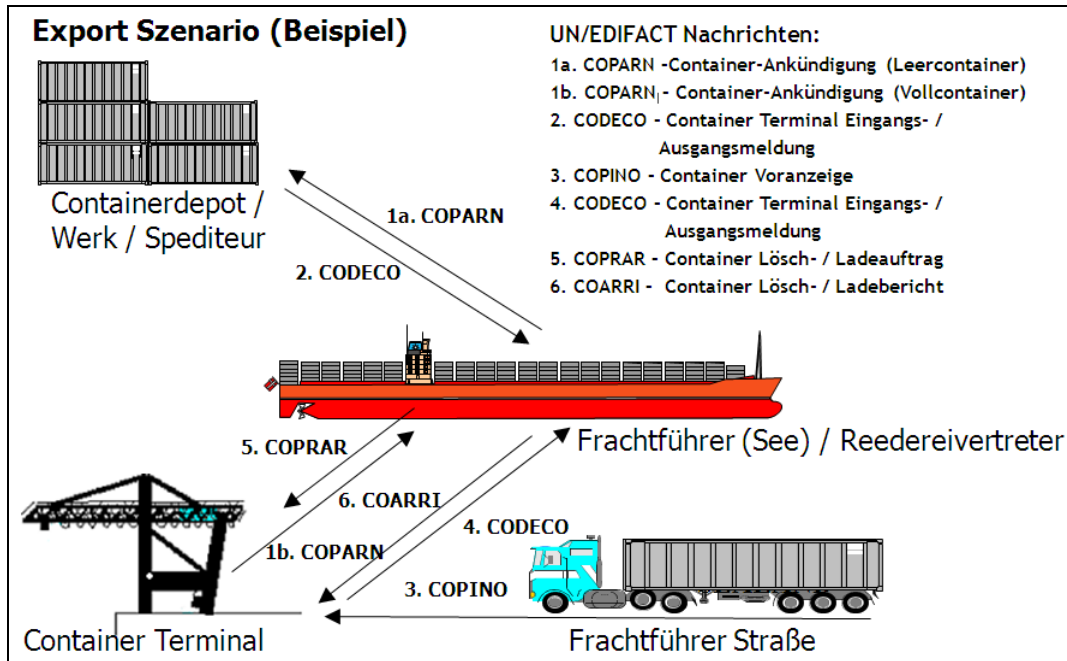 Export Szenario (Beispiel)
UN/EDIFACT Nachrichten:
1a. COPARN -Container-Ankündigung (Leercontainer)
1b. COPARN - Container-Ankündigung (Vollcontainer)
2. CODECO - Container Terminal Eingangs- /
Ausgangsmeldung
3. COPINO - Container Voranzeige
4. CODECO - Container Terminal Eingangs- /
Ausgangsmeldung
5. COPRAR - Container Lösch- / Ladeauftrag
6. COARRI - Container Lösch- / Ladebericht
Containerdepot /
Werk / Spediteur
1a. COPARN
2. CODECO
Frachtführer (See) / Reedereivertreter
5. COPRAR
6. COARRI
1b. COPARN
4. CODECO
3. COPINO
Container Terminal
Frachtführer Straße